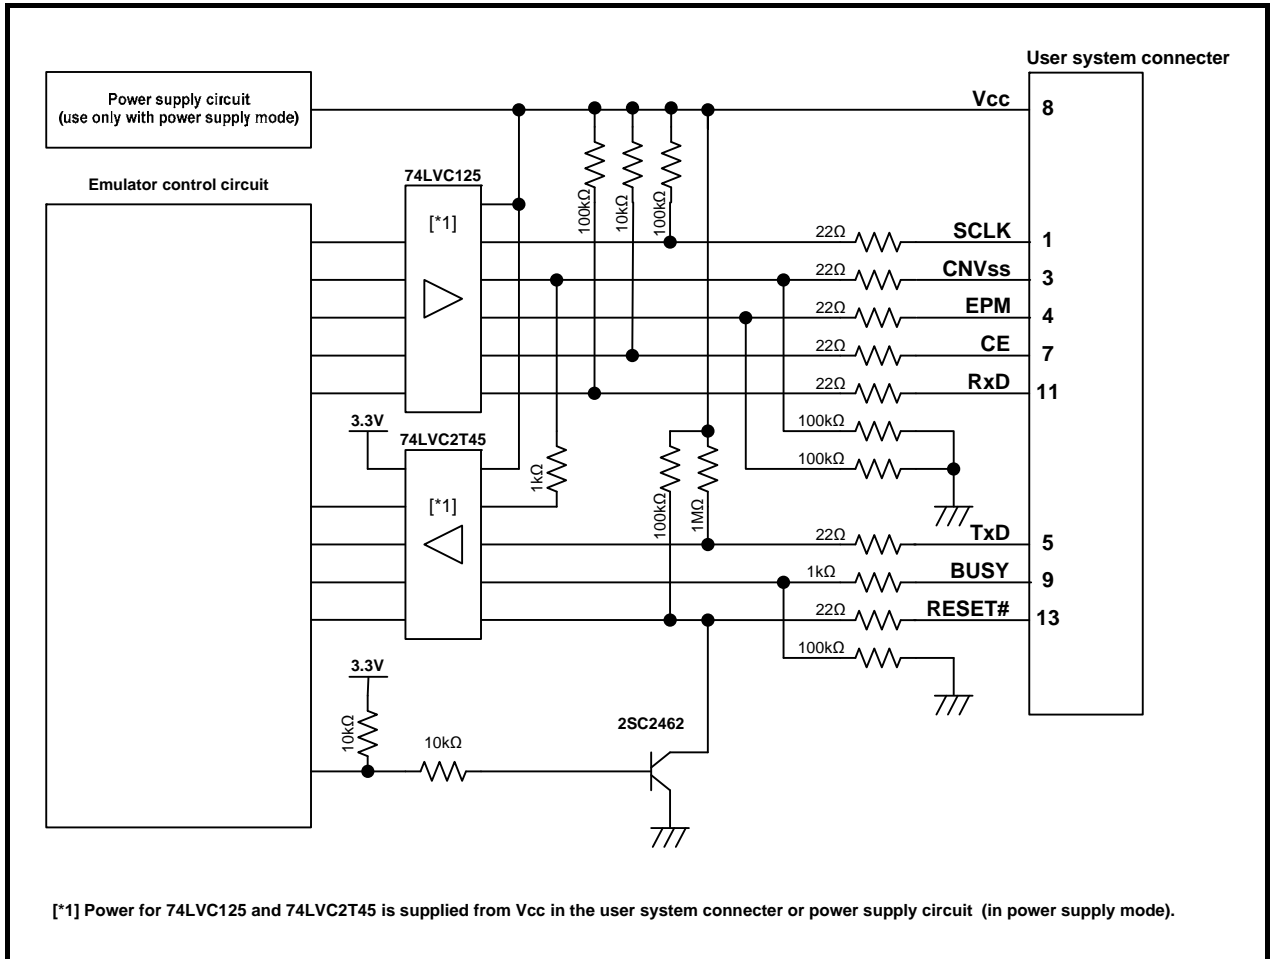 User system connecter
Power supply circuit
(use only with power supply mode)
Vcc
8
Emulator control circuit
74LVC125
[*1]
100kΩ
10kΩ
100kΩ
22Ω
SCLK
1
22Ω
CNVss
3
22Ω
EPM
4
22Ω
CE
7
22Ω
RxD
11
3.3V
74LVC2T45
[*1]
1kΩ
100kΩ
1MΩ
100kΩ
100kΩ
22Ω
TxD
5
1kΩ
BUSY
9
22Ω
RESET#
13
100kΩ
3.3V
10kΩ
10kΩ
2SC2462
[*1] Power for 74LVC125 and 74LVC2T45 is supplied from Vcc in the user system connecter or power supply circuit (in power supply mode).